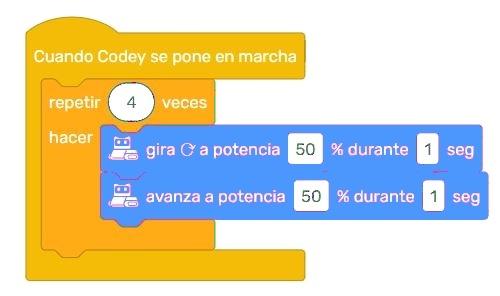 Cuando Codey se pone en marcha
repetir 4 veces
hacer
gira a potencia 50 % durante 1 seg
avanza a potencia 50 % durante 1 seg